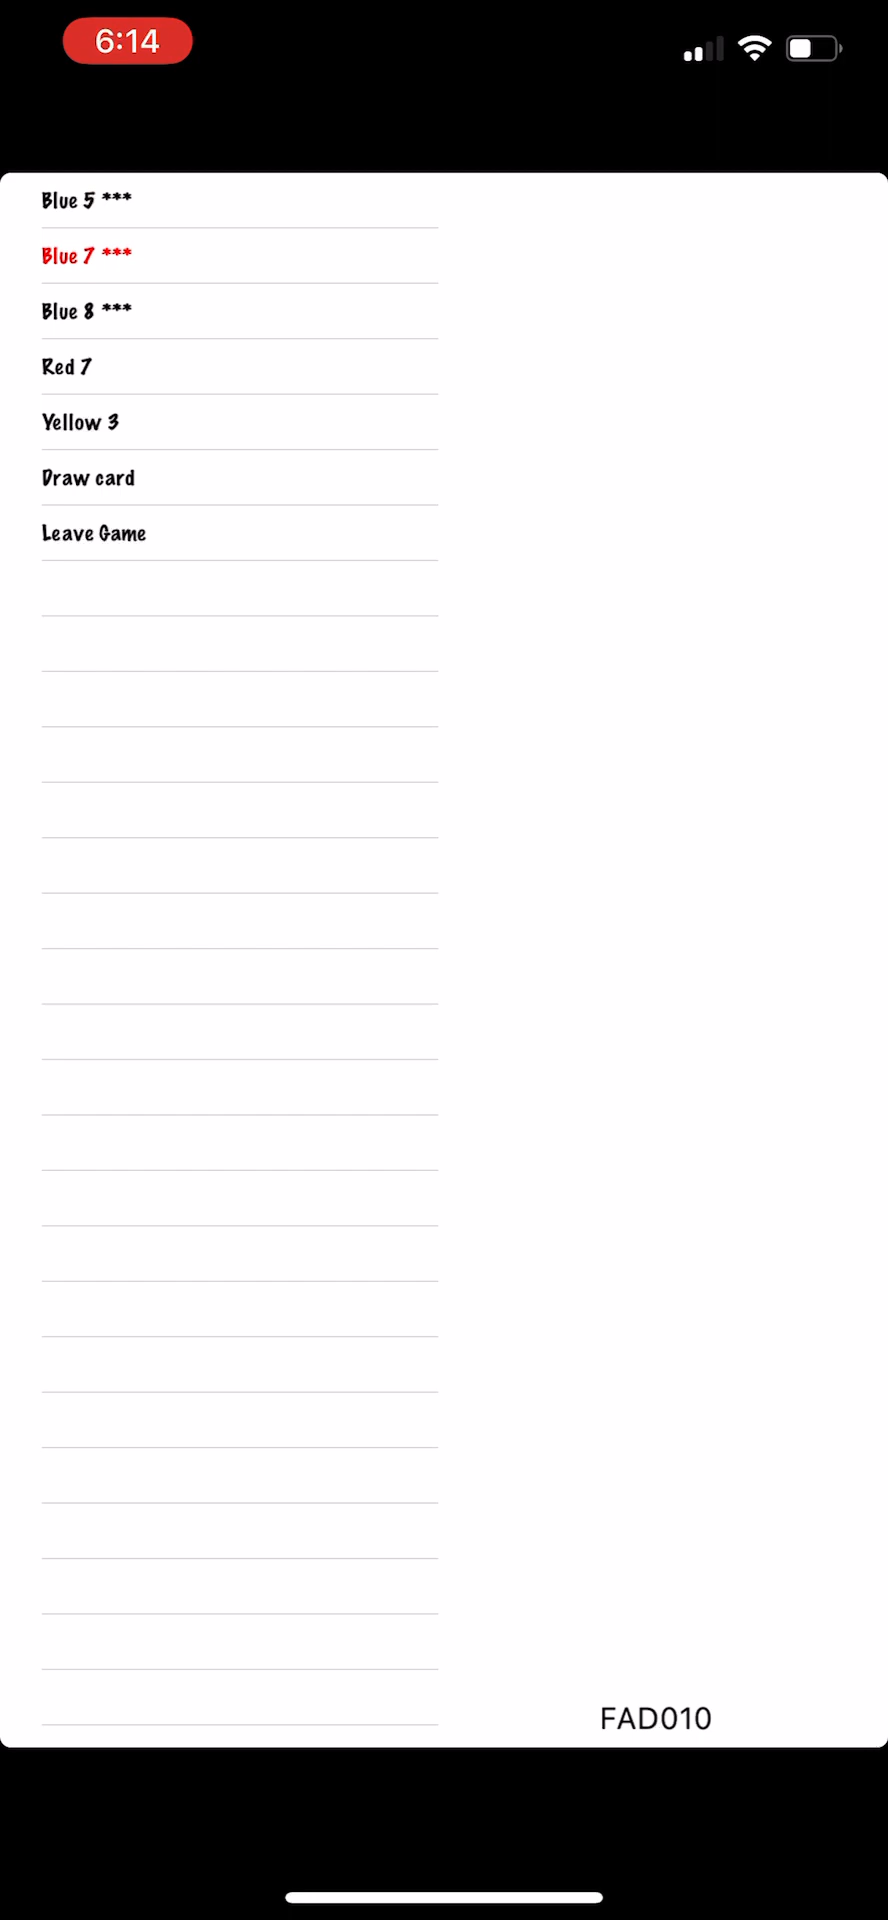 6:14
Blue 5 ***
Blue 7 ***
Blue 8 ***
Red 7
Yellow 3
Draw card
Leave Game
FAD010